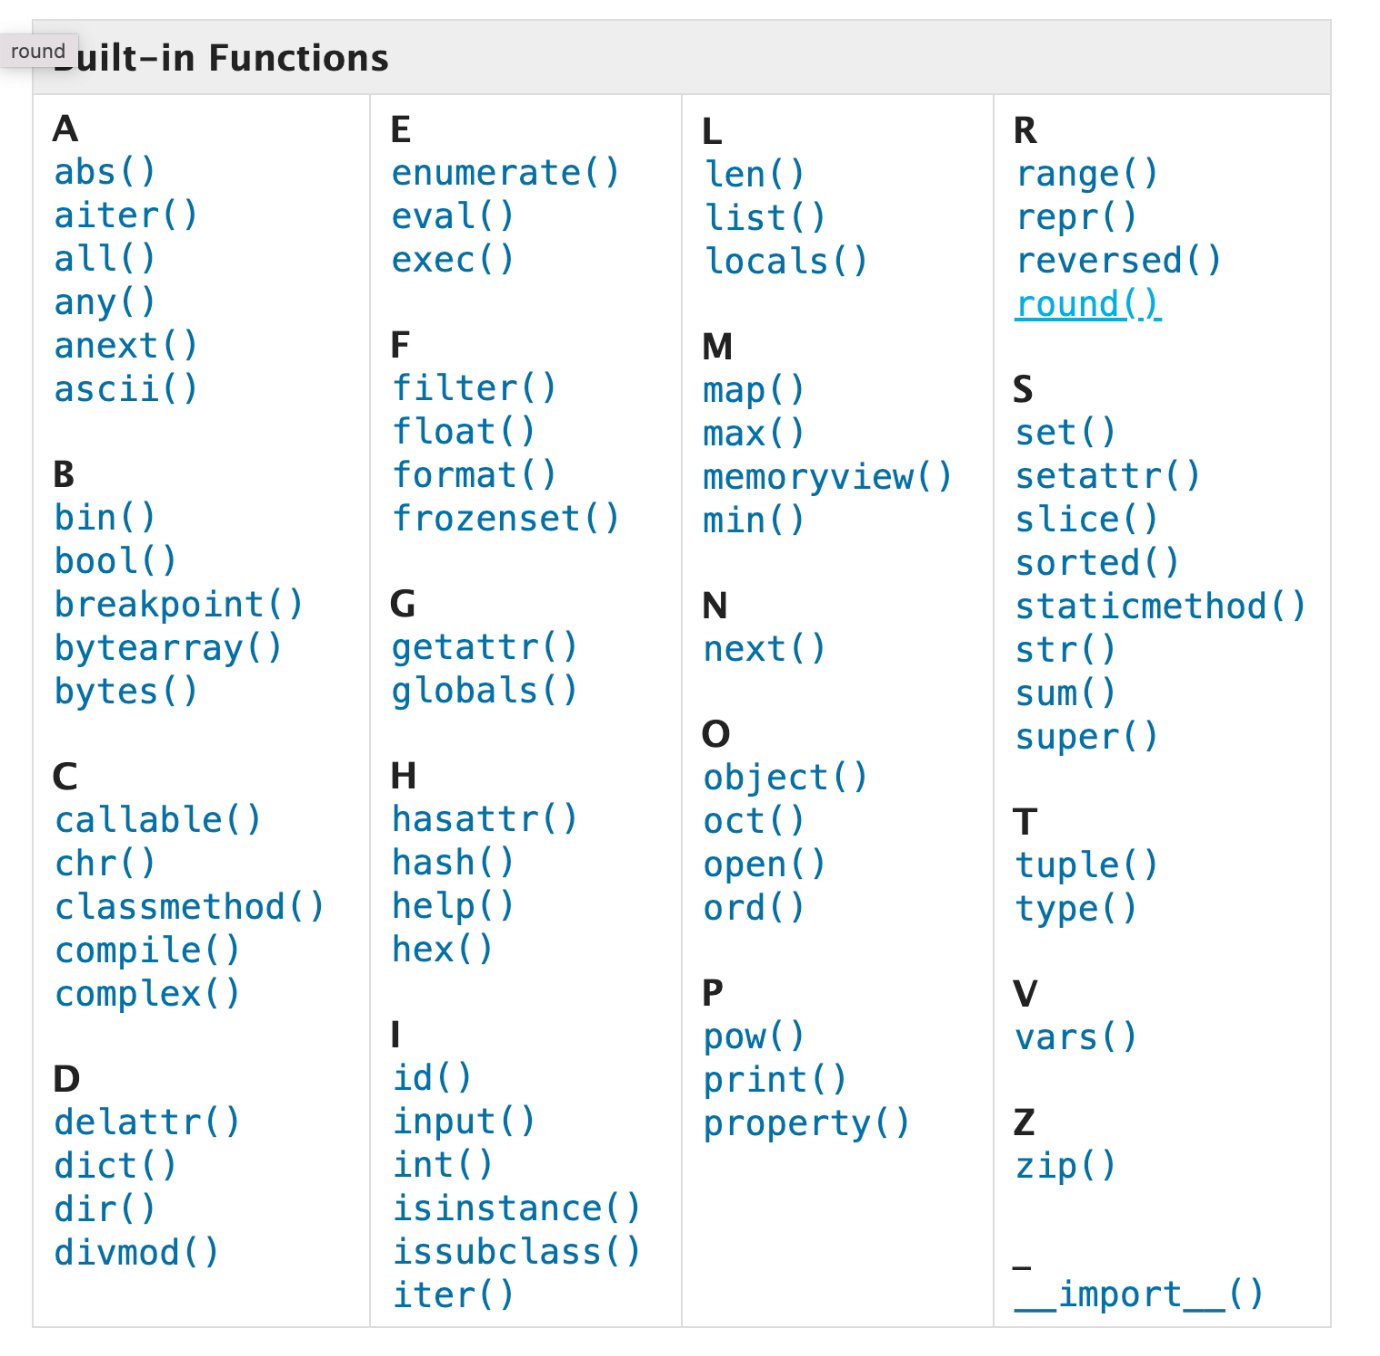 round
Built-in Functions
A
abs()
aiter()
all()
any()
anext()
ascii()
B
bin()
bool()
breakpoint()
bytearray()
bytes()
C
callable()
chr()
classmethod()
compile()
complex()
D
delattr()
dict()
dir()
divmod()
E
enumerate()
eval()
exec()
F
filter()
float()
format()
frozenset()
G
getattr()
globals()
H
hasattr()
hash()
help()
hex()
I
id()
input()
int()
isinstance()
issubclass()
iter()
L
len()
list()
locals()
M
map()
max()
memoryview()
min()
N
next()
O
object()
oct()
open()
ord()
P
pow()
print()
property()
R
range()
repr()
reversed()
round()
S
set()
setattr()
slice()
sorted()
staticmethod()
str()
sum()
super()
T
tuple()
type()
V
vars()
Z
zip()
_
__import__()